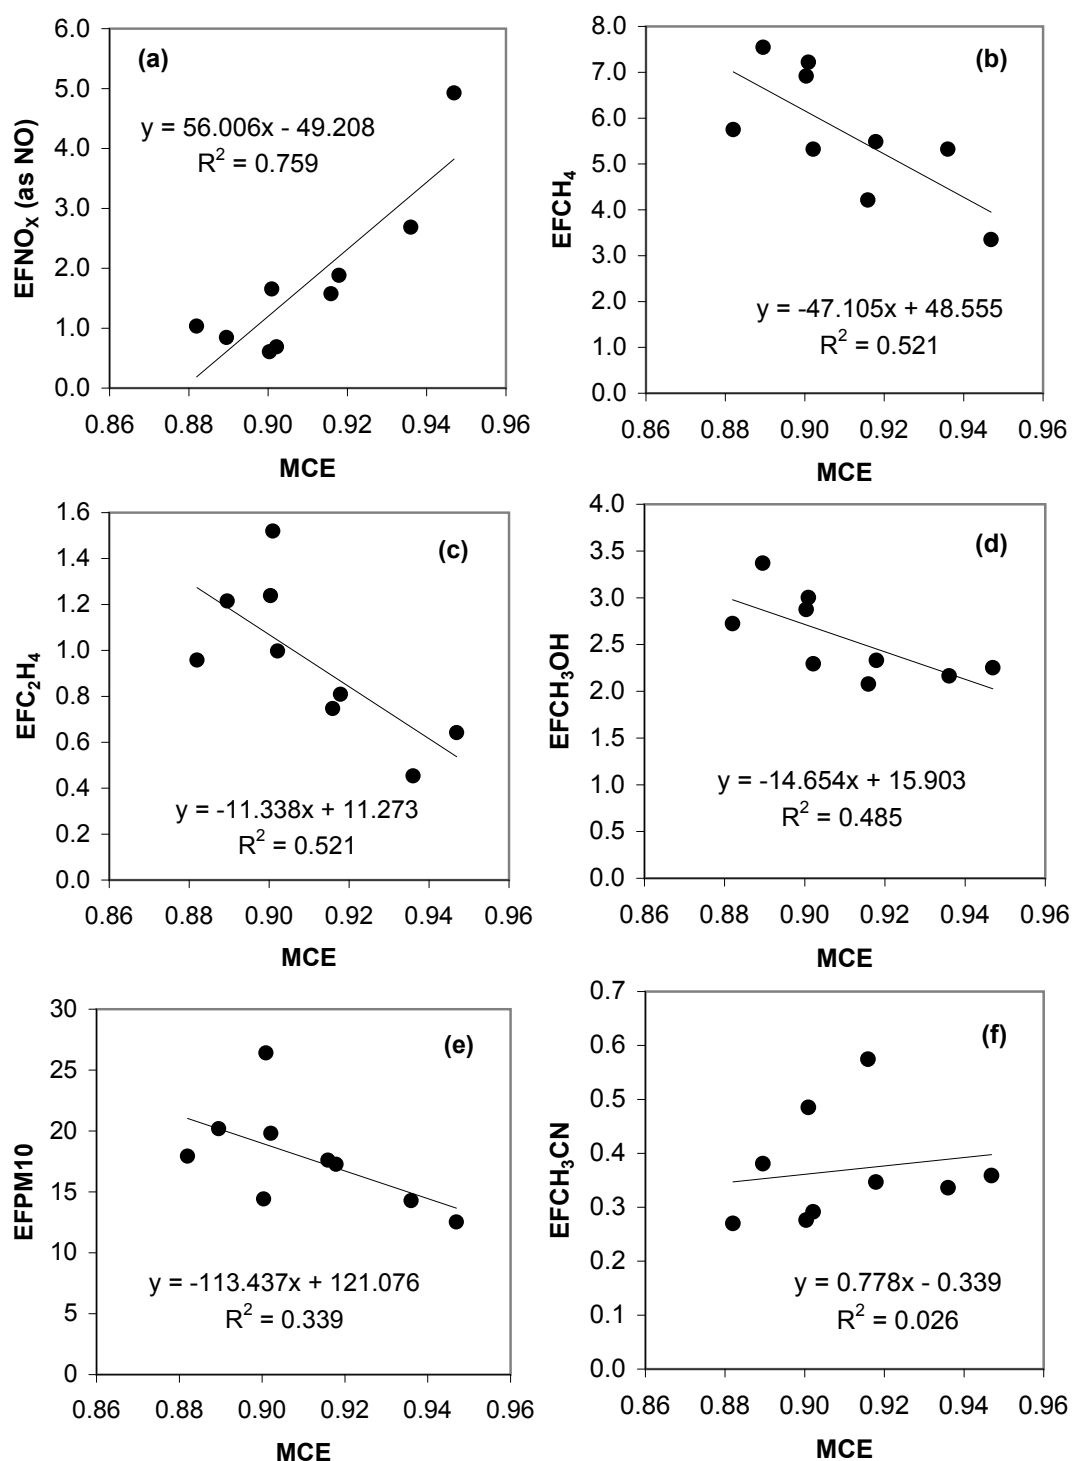 (a)
y = 56.006x - 49.208
R² = 0.759
EFNOₓ (as NO)
6.0
5.0
4.0
3.0
2.0
1.0
0.0
0.86 0.88 0.90 0.92 0.94 0.96
MCE
(b)
y = -47.105x + 48.555
R² = 0.521
EFCH₄
8.0
7.0
6.0
5.0
4.0
3.0
2.0
1.0
0.0
0.86 0.88 0.90 0.92 0.94 0.96
MCE
(c)
y = -11.338x + 11.273
R² = 0.521
EFC₂H₄
1.6
1.4
1.2
1.0
0.8
0.6
0.4
0.2
0.0
0.86 0.88 0.90 0.92 0.94 0.96
MCE
(d)
y = -14.654x + 15.903
R² = 0.485
EFCH₃OH
4.0
3.5
3.0
2.5
2.0
1.5
1.0
0.5
0.0
0.86 0.88 0.90 0.92 0.94 0.96
MCE
(e)
y = -113.437x + 121.076
R² = 0.339
EFPM10
30
25
20
15
10
5
0
0.86 0.88 0.90 0.92 0.94 0.96
MCE
(f)
y = 0.778x - 0.339
R² = 0.026
EFCH₃CN
0.7
0.6
0.5
0.4
0.3
0.2
0.1
0.0
0.86 0.88 0.90 0.92 0.94 0.96
MCE